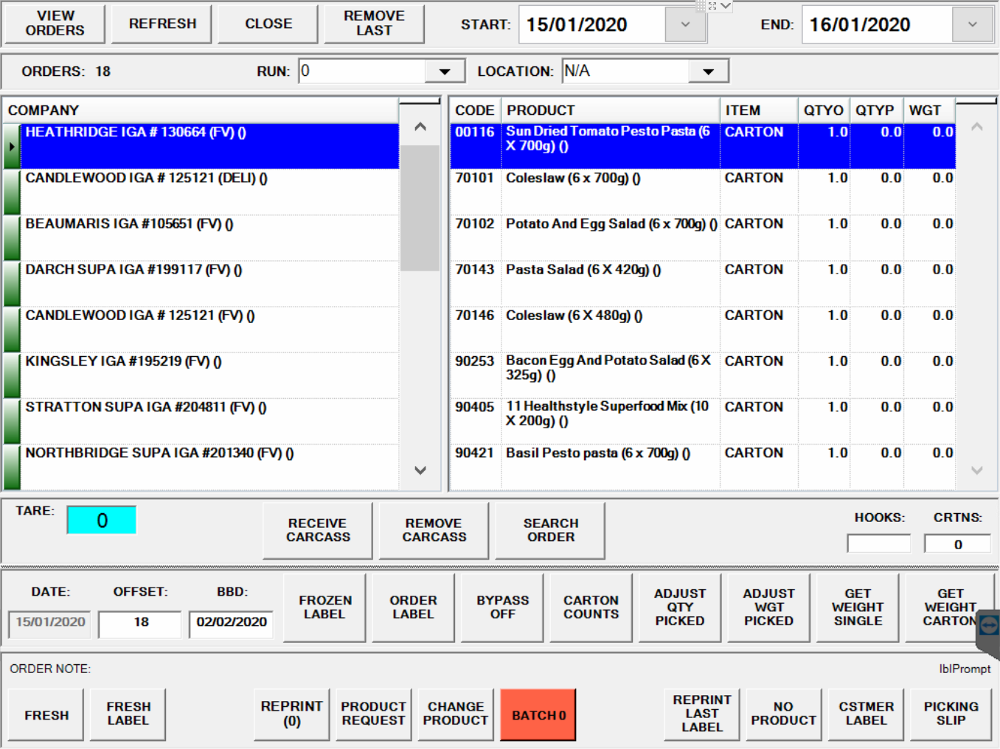 VIEW ORDERS
REFRESH
CLOSE
REMOVE LAST
START: 15/01/2020
END: 16/01/2020
ORDERS: 18
RUN: 0
LOCATION: N/A
COMPANY
HEATHRIDGE IGA # 130664 (FV) ()
CANDLEWOOD IGA # 125121 (DELI) ()
BEAUMARIS IGA #105651 (FV) ()
DARCH SUPA IGA #199117 (FV) ()
CANDLEWOOD IGA # 125121 (FV) ()
KINGSLEY IGA #195219 (FV) ()
STRATTON SUPA IGA #204811 (FV) ()
NORTHBRIDGE SUPA IGA #201340 (FV) ()
CODE PRODUCT ITEM QTYO QTYP WGT
00116 Sun Dried Tomato Pesto Pasta (6 CARTON 1.0 0.0 0.0
X 700g) ()
70101 Coleslaw (6 x 700g) () CARTON 1.0 0.0 0.0
70102 Potato And Egg Salad (6 x 700g) () CARTON 1.0 0.0 0.0
70143 Pasta Salad (6 X 420g) () CARTON 1.0 0.0 0.0
70146 Coleslaw (6 X 480g) () CARTON 1.0 0.0 0.0
90253 Bacon Egg And Potato Salad (6 X CARTON 1.0 0.0 0.0
325g) ()
90405 11 Healthstyle Superfood Mix (10 CARTON 1.0 0.0 0.0
X 200g) ()
90421 Basil Pesto pasta (6 x 700g) () CARTON 1.0 0.0 0.0
TARE: 0
RECEIVE CARCASS
REMOVE CARCASS
SEARCH ORDER
HOOKS:
CRTNS: 0
DATE: 15/01/2020
OFFSET: 18
BBD: 02/02/2020
FROZEN LABEL
ORDER LABEL
BYPASS OFF
CARTON COUNTS
ADJUST QTY PICKED
ADJUST WGT PICKED
GET WEIGHT SINGLE
GET WEIGHT CARTON
ORDER NOTE:
lblPrompt
FRESH
FRESH LABEL
REPRINT (0)
PRODUCT REQUEST
CHANGE PRODUCT
BATCH 0
REPRINT LAST LABEL
NO PRODUCT
CSTMER LABEL
PICKING SLIP